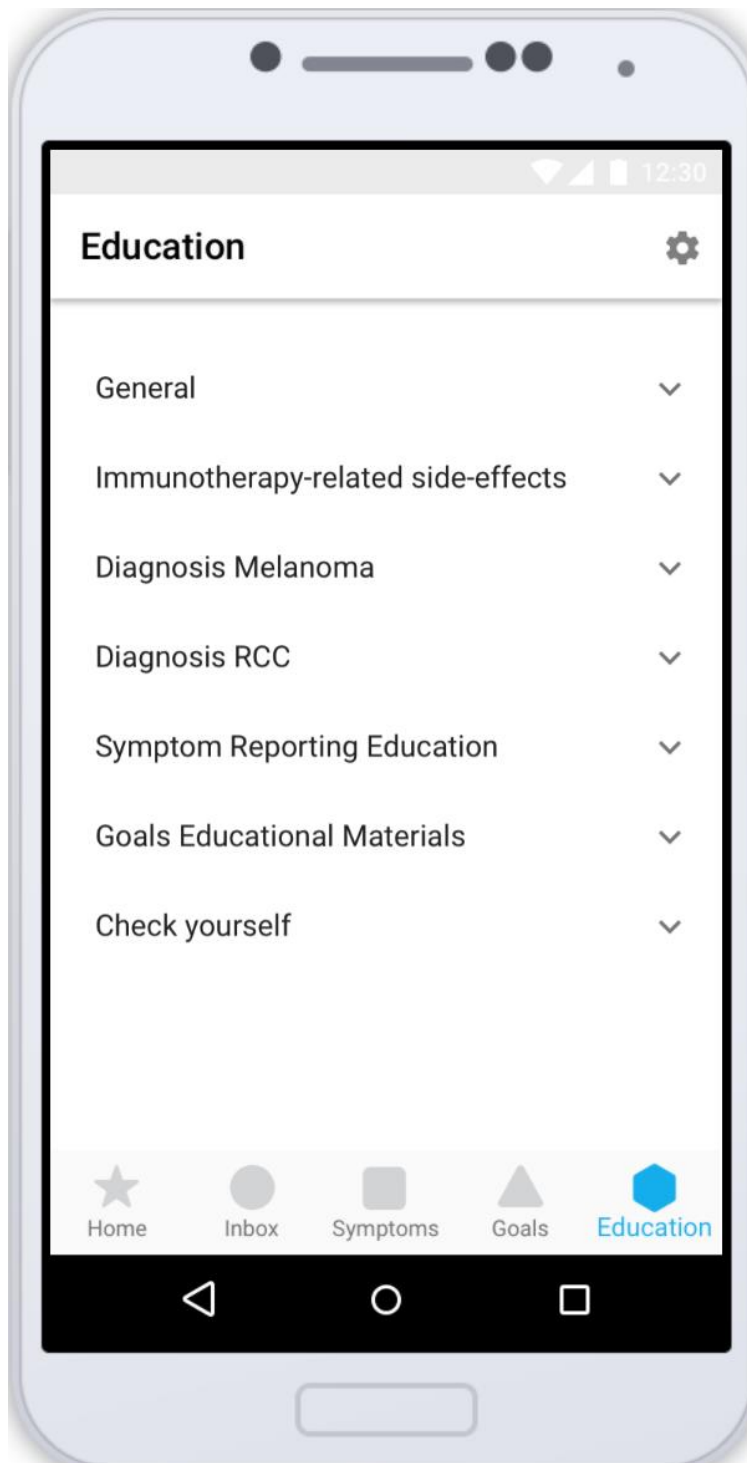 12:30
Education
General
Immunotherapy-related side-effects
Diagnosis Melanoma
Diagnosis RCC
Symptom Reporting Education
Goals Educational Materials
Check yourself
Home Inbox Symptoms Goals Education